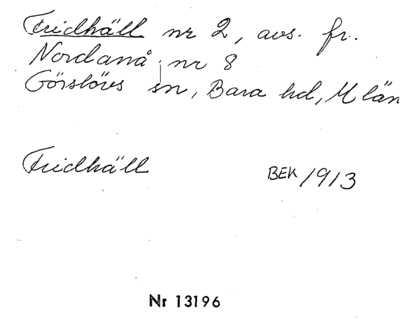 Fridhäll nr 2, avs. fr.
Nordanå nr 8
Görslövs sn, Bara hd, M län
Fridhäll
BEK/1913
Nr 13196